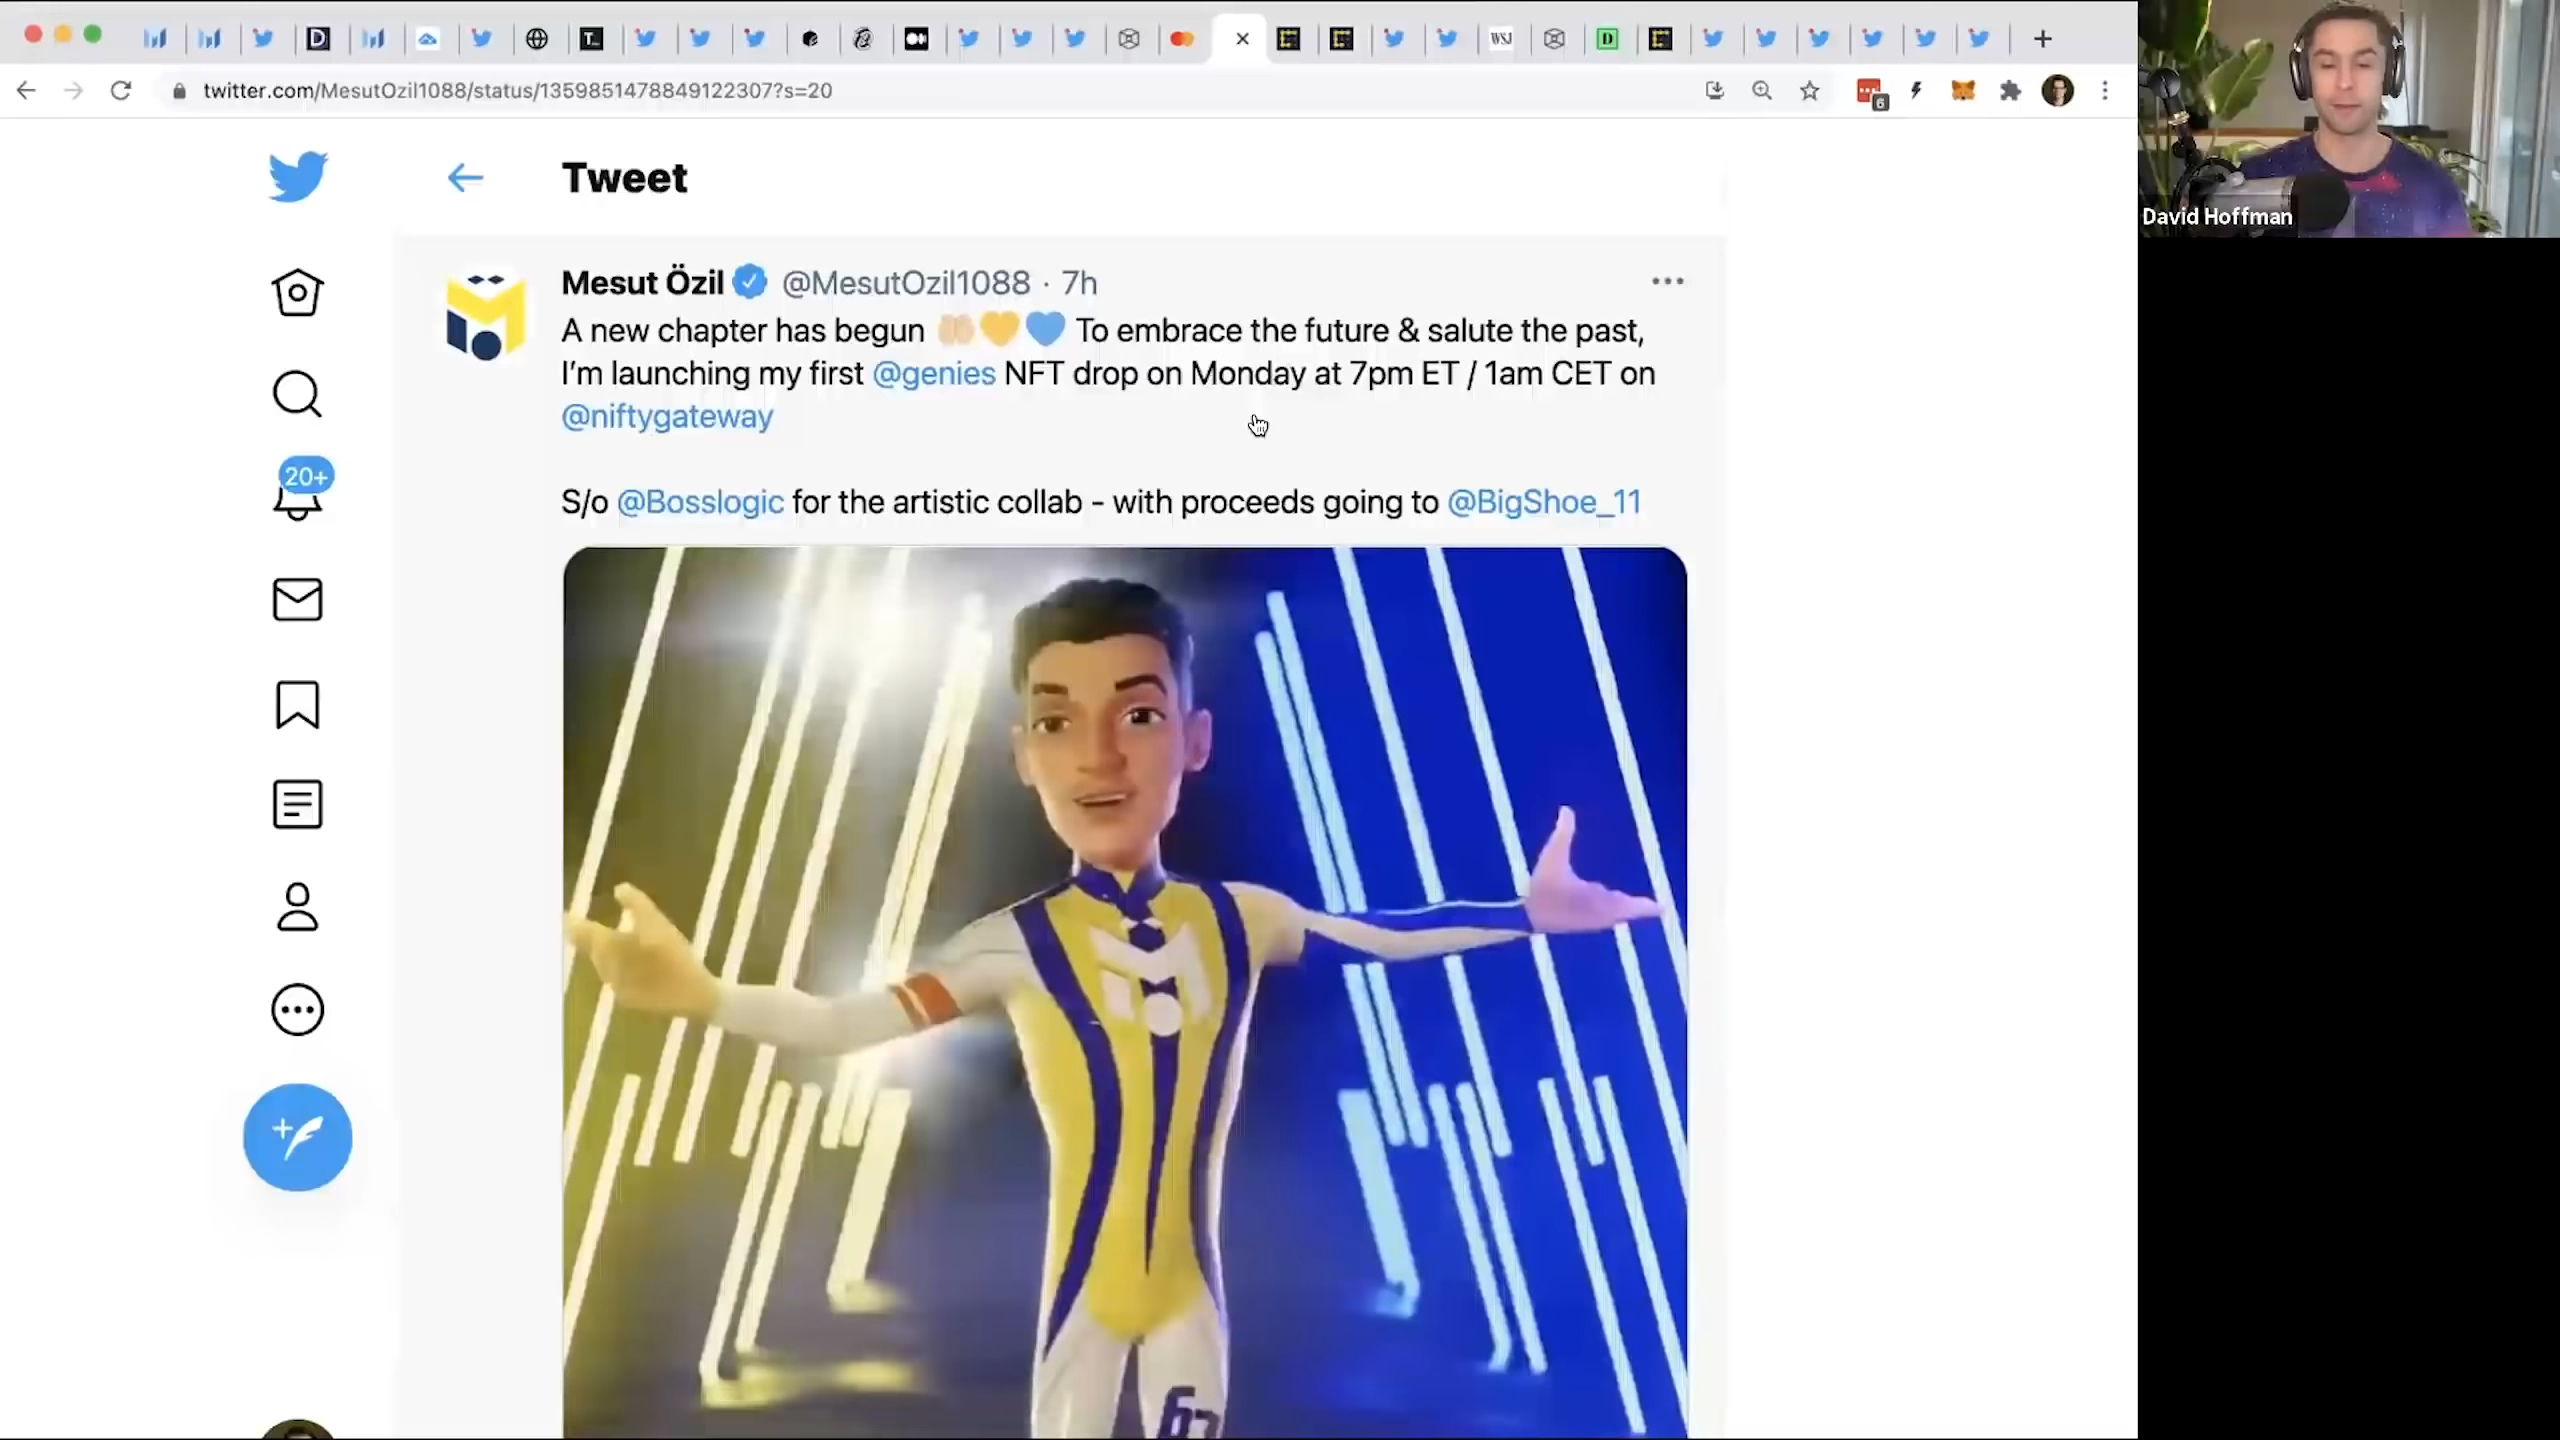 WSJ
twitter.com/MesutOzil1088/status/1359851478849122307?s=20
6
David Hoffman
Tweet
Mesut Özil @MesutOzil1088 · 7h
A new chapter has begun 🤲🏼💛💙 To embrace the future & salute the past,
I'm launching my first @genies NFT drop on Monday at 7pm ET / 1am CET on
@niftygateway
20+
S/o @Bosslogic for the artistic collab - with proceeds going to @BigShoe_11